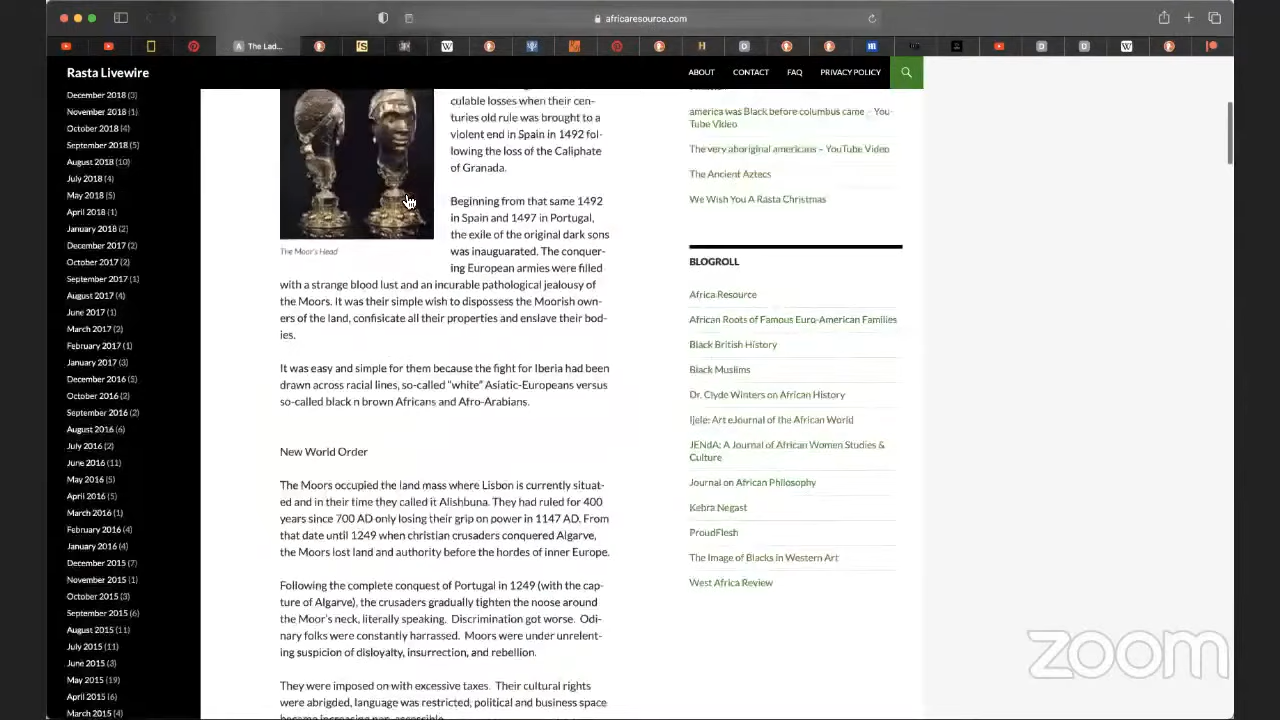 africaresource.com
A The Lad...
Rasta Livewire
ABOUT CONTACT FAQ PRIVACY POLICY
December 2018 (3)
November 2018 (1)
October 2018 (4)
September 2018 (5)
August 2018 (10)
July 2018 (4)
May 2018 (5)
April 2018 (1)
January 2018 (2)
December 2017 (2)
October 2017 (2)
September 2017 (1)
August 2017 (4)
June 2017 (1)
March 2017 (2)
February 2017 (1)
January 2017 (3)
December 2016 (5)
October 2016 (2)
September 2016 (2)
August 2016 (6)
July 2016 (2)
June 2016 (11)
May 2016 (5)
April 2016 (5)
March 2016 (1)
February 2016 (4)
January 2016 (4)
December 2015 (7)
November 2015 (1)
October 2015 (3)
September 2015 (6)
August 2015 (11)
July 2015 (11)
June 2015 (3)
May 2015 (19)
April 2015 (6)
March 2015 (4)
The Moor's Head
culable losses when their cen-
turies old rule was brought to a
violent end in Spain in 1492 fol-
lowing the loss of the Caliphate
of Granada.
Beginning from that same 1492
in Spain and 1497 in Portugal,
the exile of the original dark sons
was inaugurated. The conquer-
ing European armies were filled
with a strange blood lust and an incurable pathological jealousy of
the Moors. It was their simple wish to dispossess the Moorish own-
ers of the land, confisicate all their properties and enslave their bod-
ies.
It was easy and simple for them because the fight for Iberia had been
drawn across racial lines, so-called "white" Asiatic-Europeans versus
so-called black n brown Africans and Afro-Arabians.
New World Order
The Moors occupied the land mass where Lisbon is currently situat-
ed and in their time they called it Alishbuna. They had ruled for 400
years since 700 AD only losing their grip on power in 1147 AD. From
that date until 1249 when christian crusaders conquered Algarve,
the Moors lost land and authority before the hordes of inner Europe.
Following the complete conquest of Portugal in 1249 (with the cap-
ture of Algarve), the crusaders gradually tighten the noose around
the Moor's neck, literally speaking. Discrimination got worse. Odi-
nary folks were constantly harrassed. Moors were under unrelent-
ing suspicion of disloyalty, insurrection, and rebellion.
They were imposed on with excessive taxes. Their cultural rights
were abrigded, language was restricted, political and business space
america was Black before columbus came – You-
Tube Video
The very aboriginal americans – YouTube Video
The Ancient Aztecs
We Wish You A Rasta Christmas
BLOGROLL
Africa Resource
African Roots of Famous Euro-American Families
Black British History
Black Muslims
Dr. Clyde Winters on African History
Ijele: Art eJournal of the African World
JENdA: A Journal of African Women Studies &
Culture
Journal on African Philosophy
Kebra Negast
ProudFlesh
The Image of Blacks in Western Art
West Africa Review
zoom